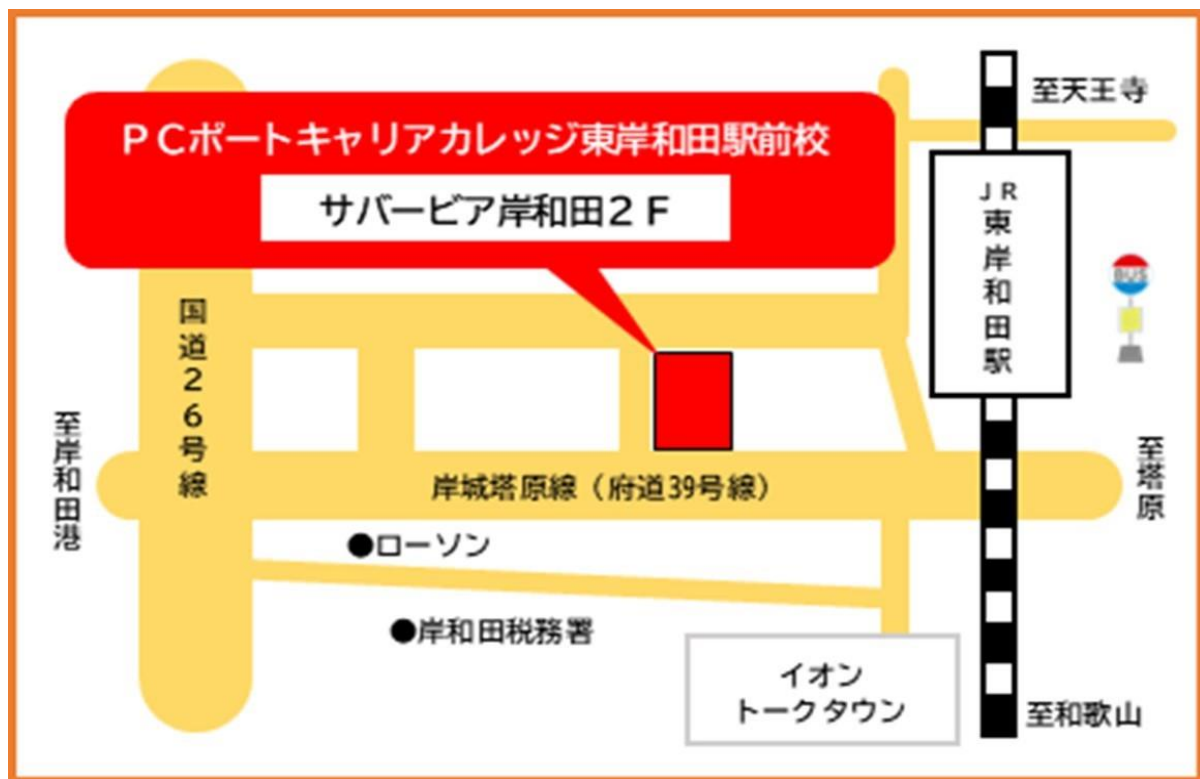 至天王寺
ＰＣポートキャリアカレッジ東岸和田駅前校
サバービア岸和田２Ｆ
ＪＲ
東岸和田駅
BUS
国道２６号線
至岸和田港
至塔原
岸城塔原線（府道39号線）
●ローソン
●岸和田税務署
イオン
トークタウン
至和歌山